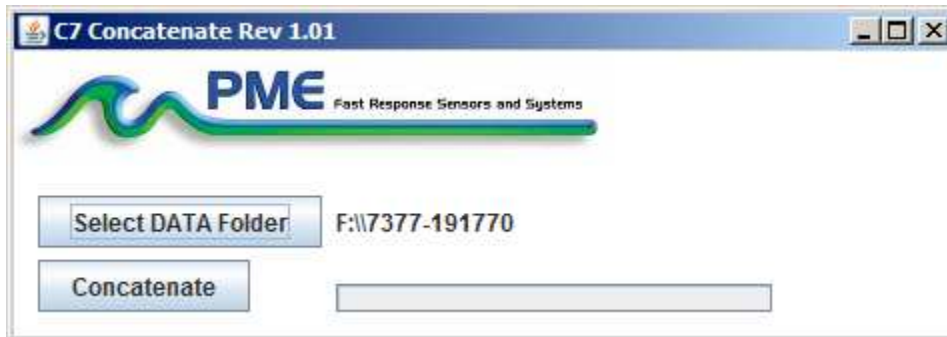 C7 Concatenate Rev 1.01
PME Fast Response Sensors and Systems
Select DATA Folder F:\\7377-191770
Concatenate